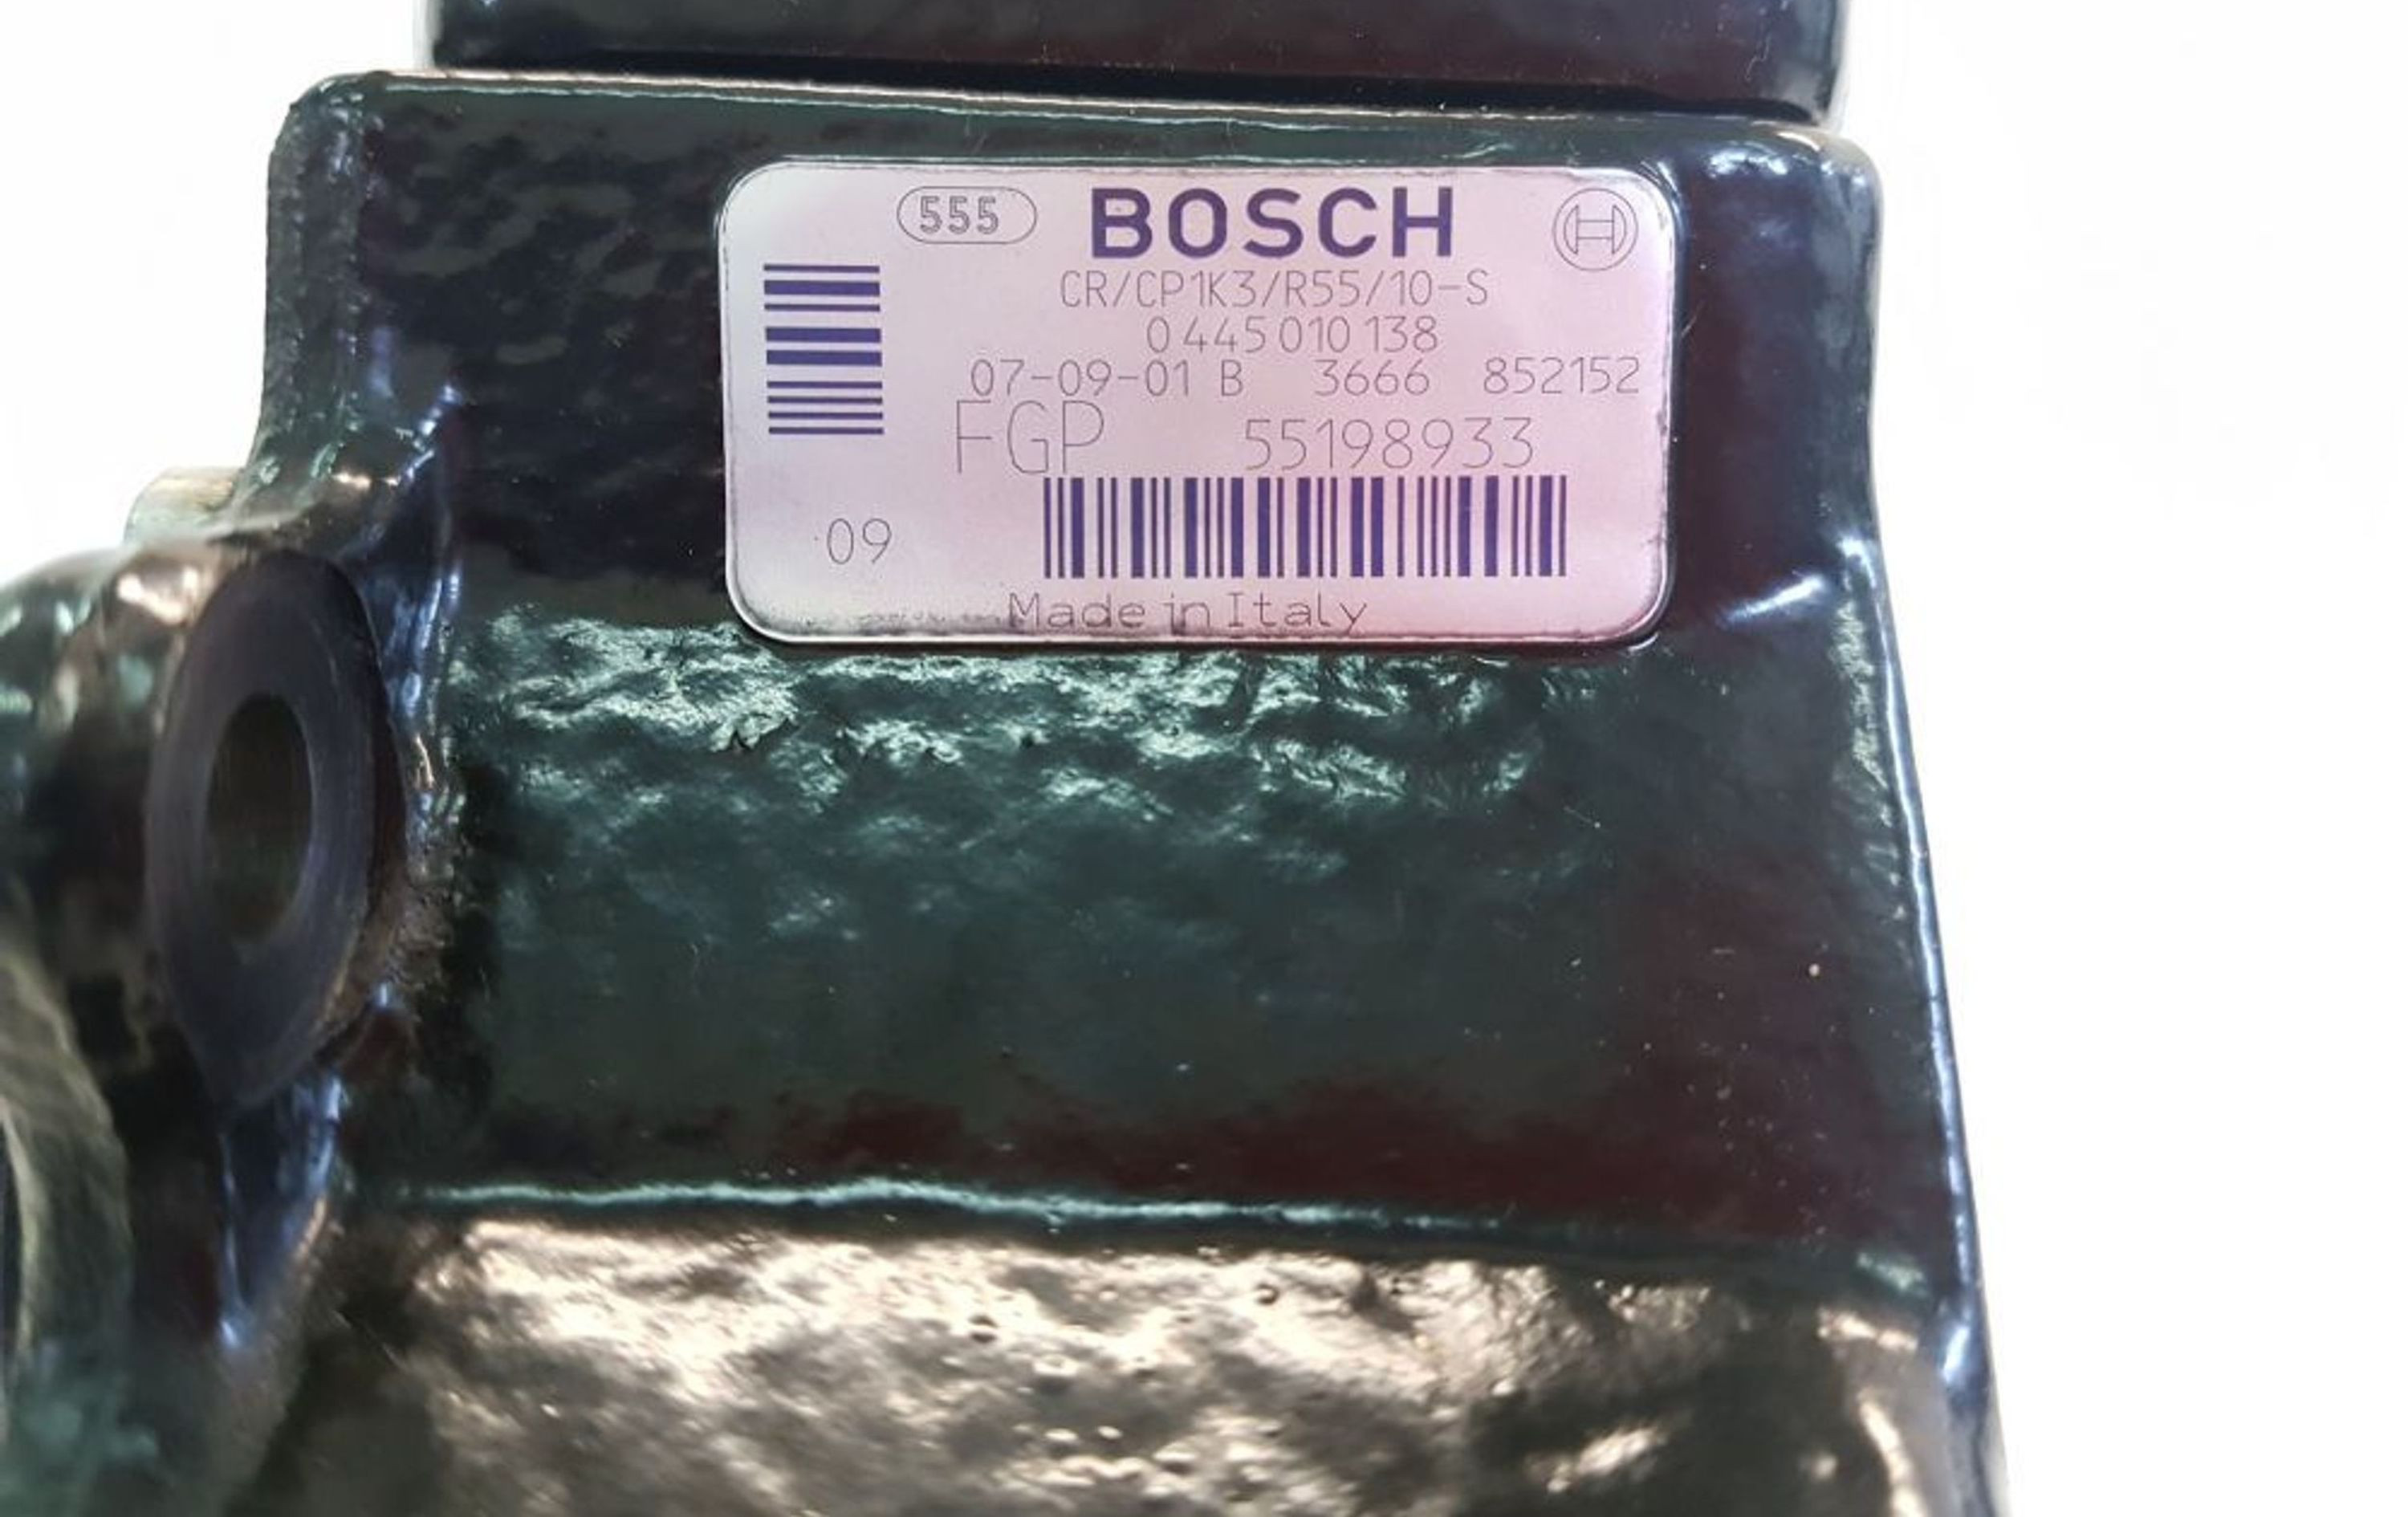 555 BOSCH
CR/CP1K3/R55/10-S
0 445 010 138
07-09-01 B 3666 852152
FGP 55198933
09
Made in Italy